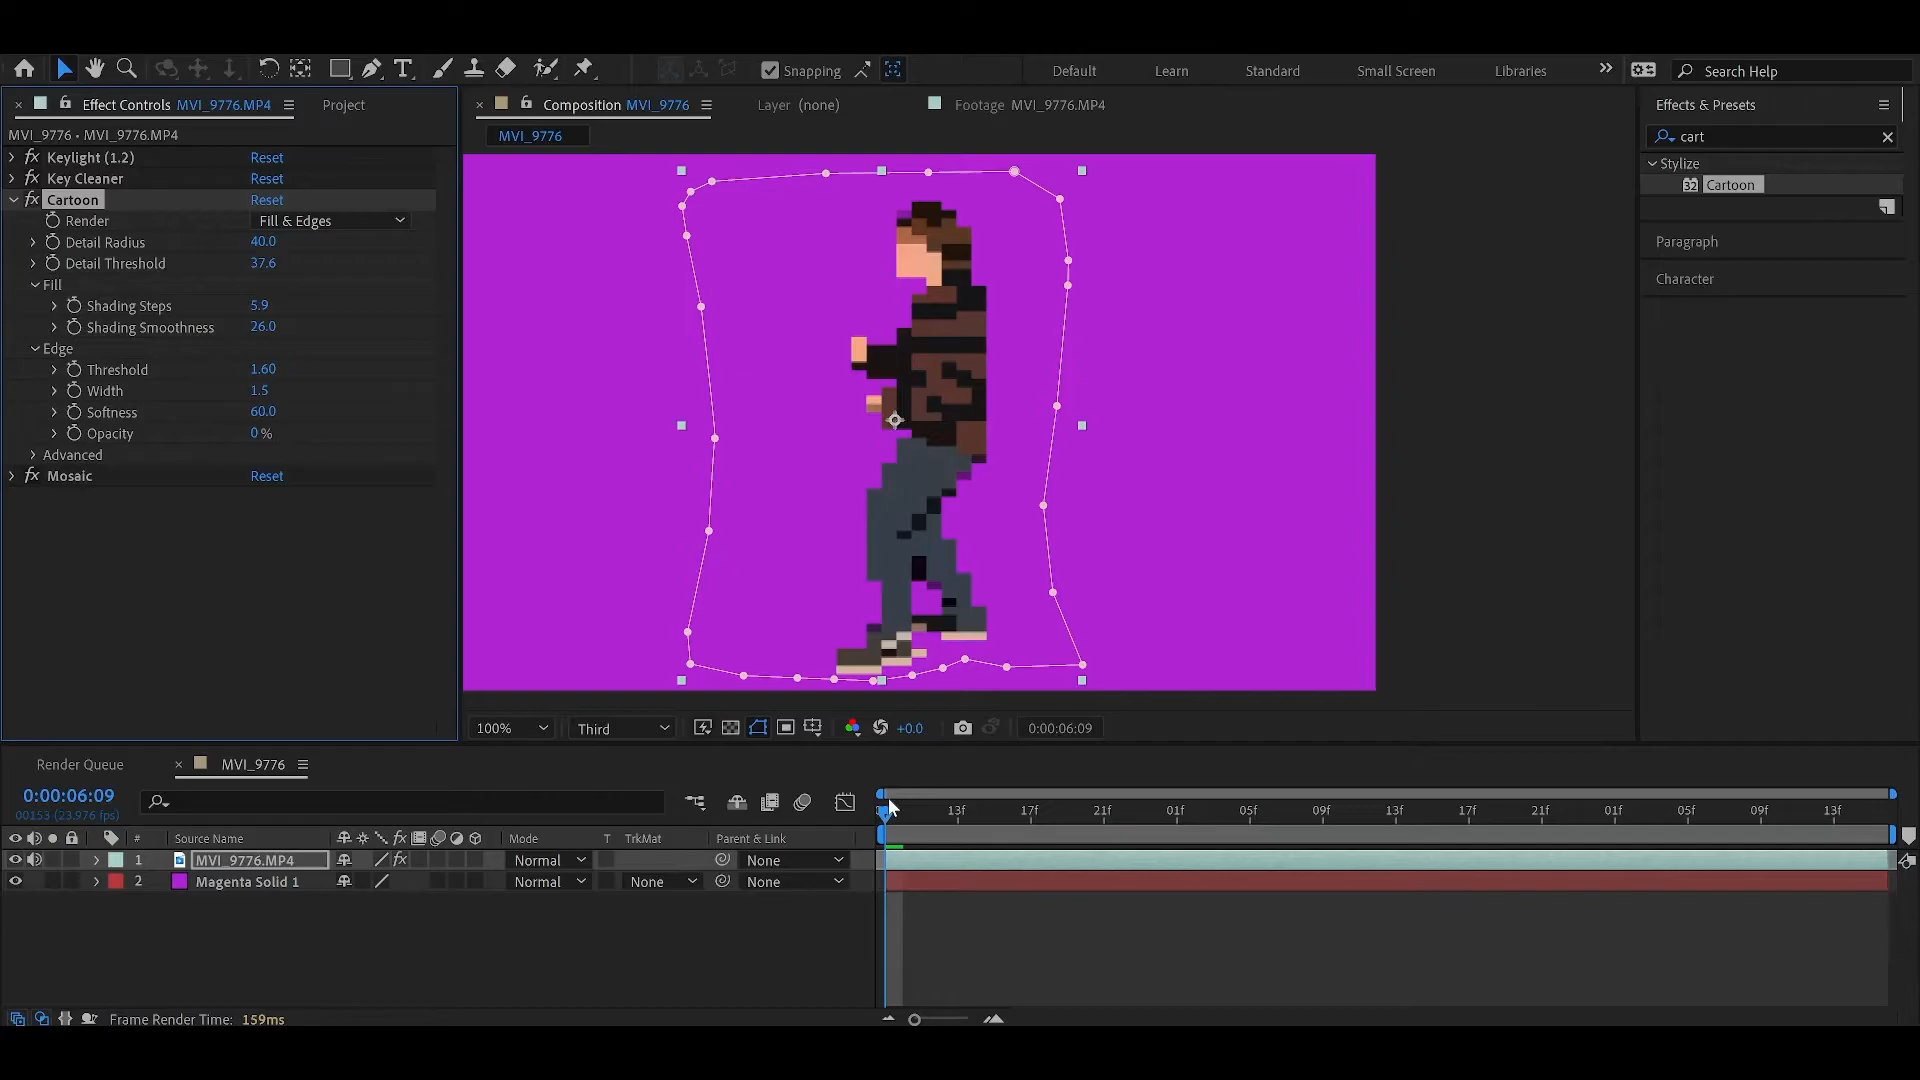 Snapping
Default
Learn
Standard
Small Screen
Libraries
Search Help
Effect Controls MVI_9776.MP4
Project
Composition MVI_9776
Layer (none)
Footage MVI_9776.MP4
Effects & Presets
MVI_9776 • MVI_9776.MP4
MVI_9776
cart
Keylight (1.2) Reset
Key Cleaner Reset
Cartoon Reset
Render Fill & Edges
Detail Radius 40.0
Detail Threshold 37.6
Fill
Shading Steps 5.9
Shading Smoothness 26.0
Edge
Threshold 1.60
Width 1.5
Softness 60.0
Opacity 0 %
Advanced
Mosaic Reset
Stylize
32 Cartoon
Paragraph
Character
100%
Third
+0.0
0:00:06:09
Render Queue
MVI_9776
0:00:06:09
00153 (23.976 fps)
13f 17f 21f 01f 05f 09f 13f 17f 21f 01f 05f 09f 13f
# Source Name fx Mode T TrkMat Parent & Link
1 MVI_9776.MP4 fx Normal None
2 Magenta Solid 1 Normal None None
Frame Render Time: 159ms